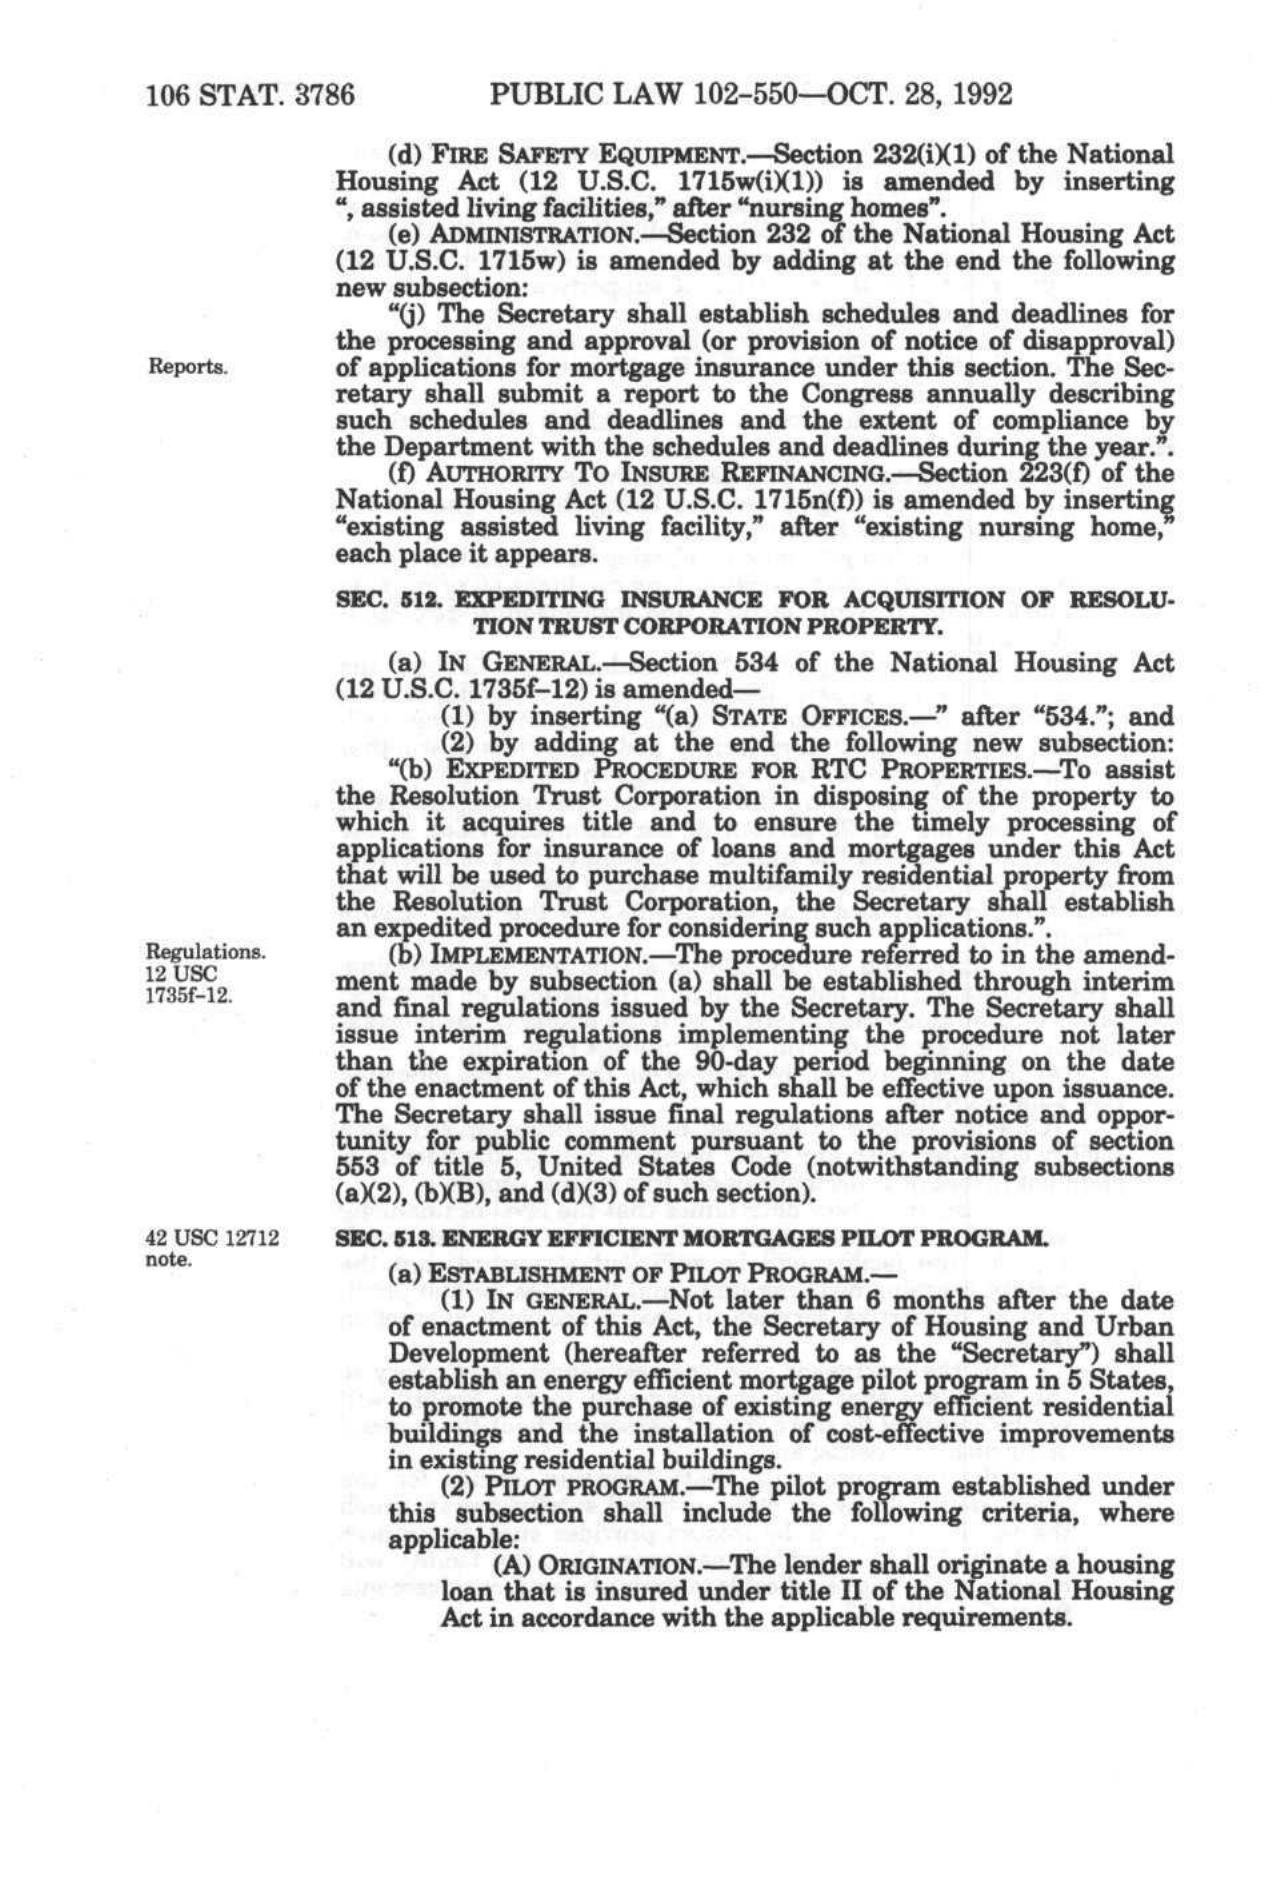 106 STAT. 3786 PUBLIC LAW 102-550—OCT. 28, 1992
(d) FIRE SAFETY EQUIPMENT.—Section 232(i)(1) of the National
Housing Act (12 U.S.C. 1715w(i)(1)) is amended by inserting
“, assisted living facilities,” after “nursing homes”.
(e) ADMINISTRATION.—Section 232 of the National Housing Act
(12 U.S.C. 1715w) is amended by adding at the end the following
new subsection:
“(j) The Secretary shall establish schedules and deadlines for
the processing and approval (or provision of notice of disapproval)
Reports.
of applications for mortgage insurance under this section. The Sec-
retary shall submit a report to the Congress annually describing
such schedules and deadlines and the extent of compliance by
the Department with the schedules and deadlines during the year.”.
(f) AUTHORITY TO INSURE REFINANCING.—Section 223(f) of the
National Housing Act (12 U.S.C. 1715n(f)) is amended by inserting
“existing assisted living facility,” after “existing nursing home,”
each place it appears.
SEC. 512. EXPEDITING INSURANCE FOR ACQUISITION OF RESOLU-
TION TRUST CORPORATION PROPERTY.
(a) IN GENERAL.—Section 534 of the National Housing Act
(12 U.S.C. 1735f-12) is amended—
(1) by inserting “(a) STATE OFFICES.—” after “534.”; and
(2) by adding at the end the following new subsection:
“(b) EXPEDITED PROCEDURE FOR RTC PROPERTIES.—To assist
the Resolution Trust Corporation in disposing of the property to
which it acquires title and to ensure the timely processing of
applications for insurance of loans and mortgages under this Act
that will be used to purchase multifamily residential property from
the Resolution Trust Corporation, the Secretary shall establish
an expedited procedure for considering such applications.”.
Regulations.
12 USC
1735f-12.
(b) IMPLEMENTATION.—The procedure referred to in the amend-
ment made by subsection (a) shall be established through interim
and final regulations issued by the Secretary. The Secretary shall
issue interim regulations implementing the procedure not later
than the expiration of the 90-day period beginning on the date
of the enactment of this Act, which shall be effective upon issuance.
The Secretary shall issue final regulations after notice and oppor-
tunity for public comment pursuant to the provisions of section
553 of title 5, United States Code (notwithstanding subsections
(a)(2), (b)(B), and (d)(3) of such section).
42 USC 12712
note.
SEC. 513. ENERGY EFFICIENT MORTGAGES PILOT PROGRAM.
(a) ESTABLISHMENT OF PILOT PROGRAM.—
(1) IN GENERAL.—Not later than 6 months after the date
of enactment of this Act, the Secretary of Housing and Urban
Development (hereafter referred to as the “Secretary”) shall
establish an energy efficient mortgage pilot program in 5 States,
to promote the purchase of existing energy efficient residential
buildings and the installation of cost-effective improvements
in existing residential buildings.
(2) PILOT PROGRAM.—The pilot program established under
this subsection shall include the following criteria, where
applicable:
(A) ORIGINATION.—The lender shall originate a housing
loan that is insured under title II of the National Housing
Act in accordance with the applicable requirements.